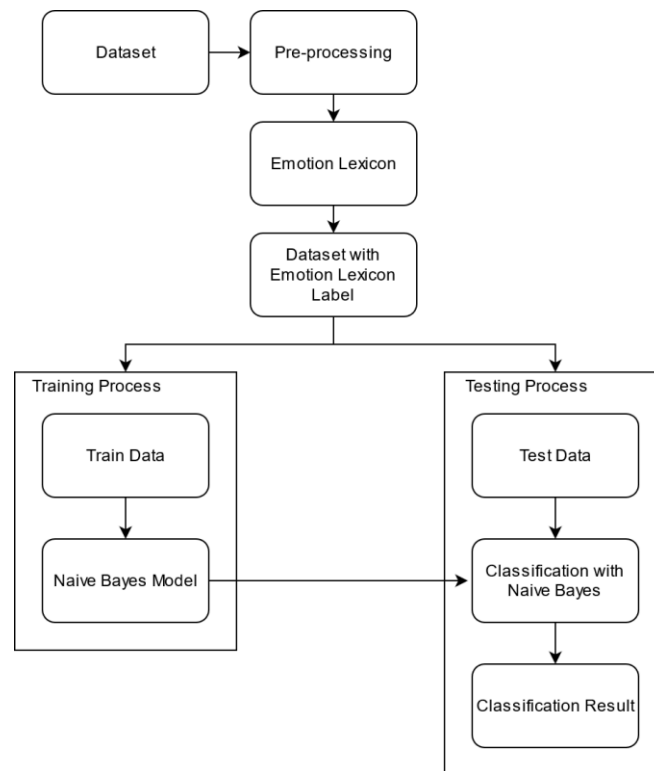 Dataset
Pre-processing
Emotion Lexicon
Dataset with
Emotion Lexicon
Label
Training Process
Train Data
Naive Bayes Model
Testing Process
Test Data
Classification with
Naive Bayes
Classification Result